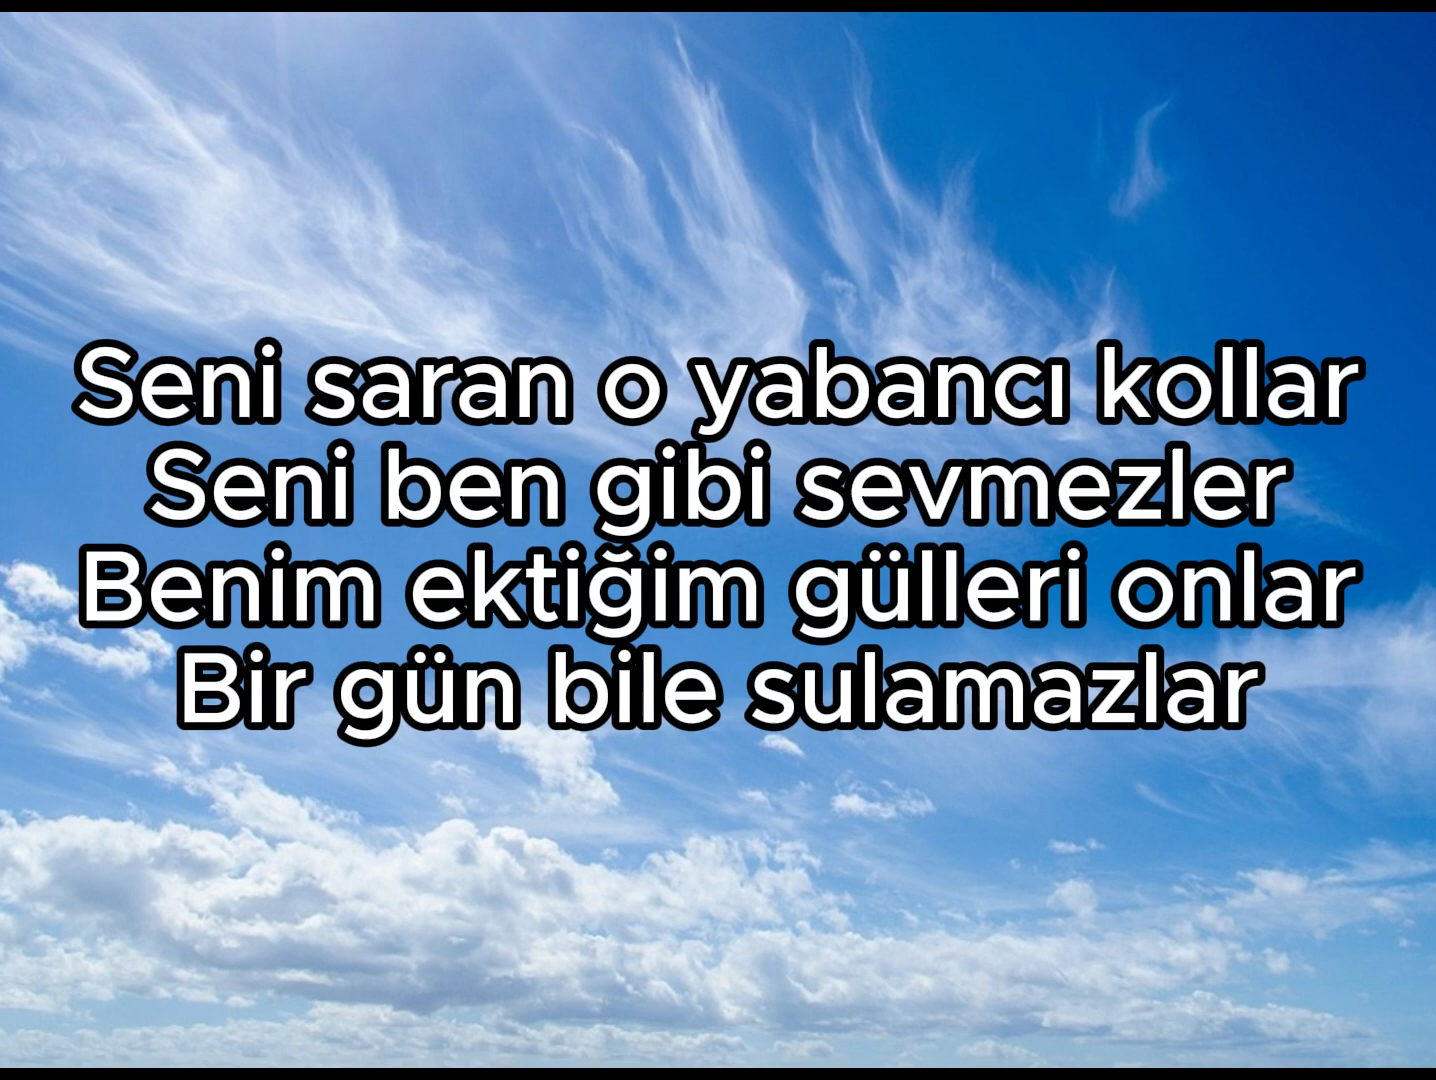 Seni saran o yabancı kollar
Seni ben gibi sevmezler
Benim ektiğim gülleri onlar
Bir gün bile sulamazlar